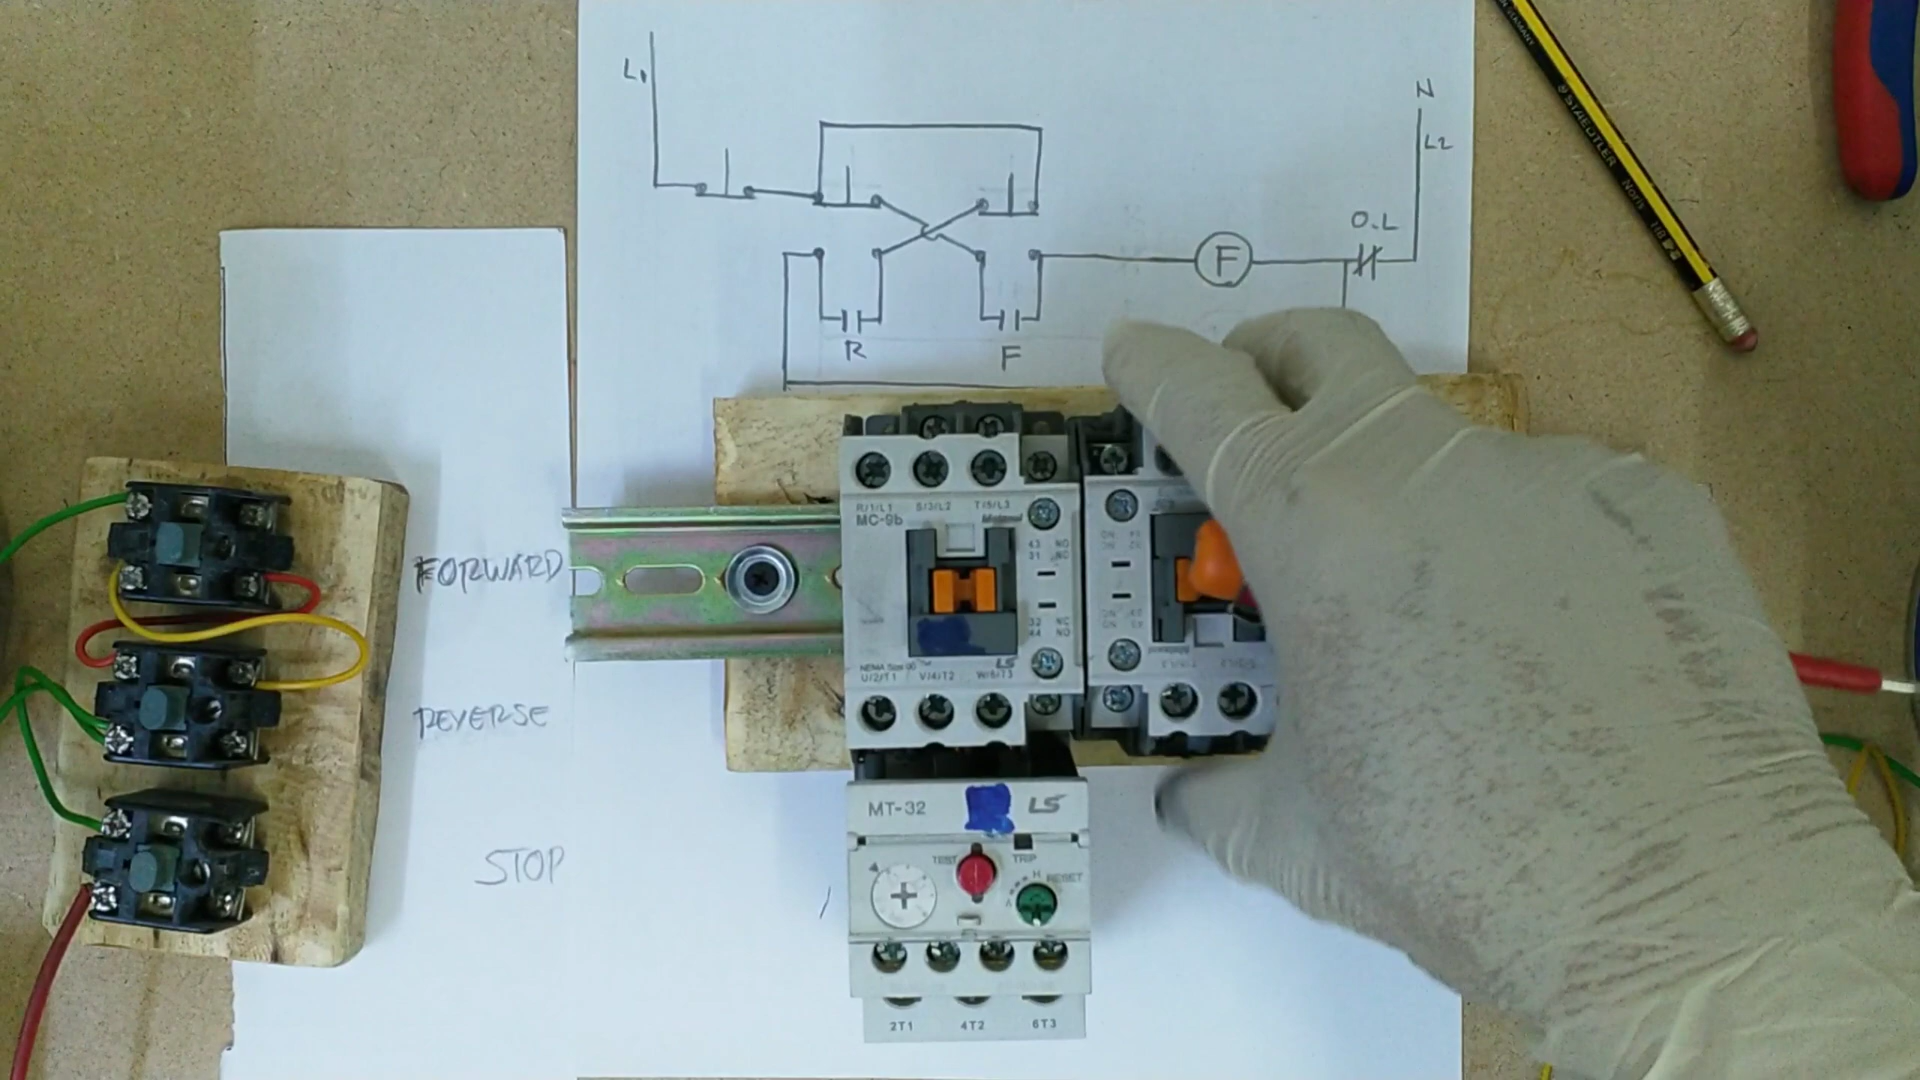 L1
N
L2
O.L
F
R
F
FORWARD
REVERSE
STOP
STAEDTLER Noris HB
R/1/L1 S/3/L2 T/5/L3
MC-9b
Metasol
43 NO
31 NC
32 NC
44 NO
NEMA Size 00
LS
U/2/T1 V/4/T2 W/6/T3
MT-32
LS
TEST TRIP
H RESET
A
2T1 4T2 6T3